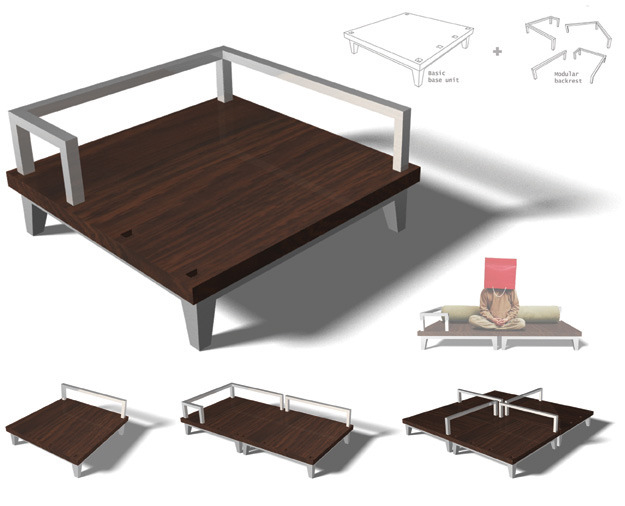 Basic
base unit
+
Modular
backrest